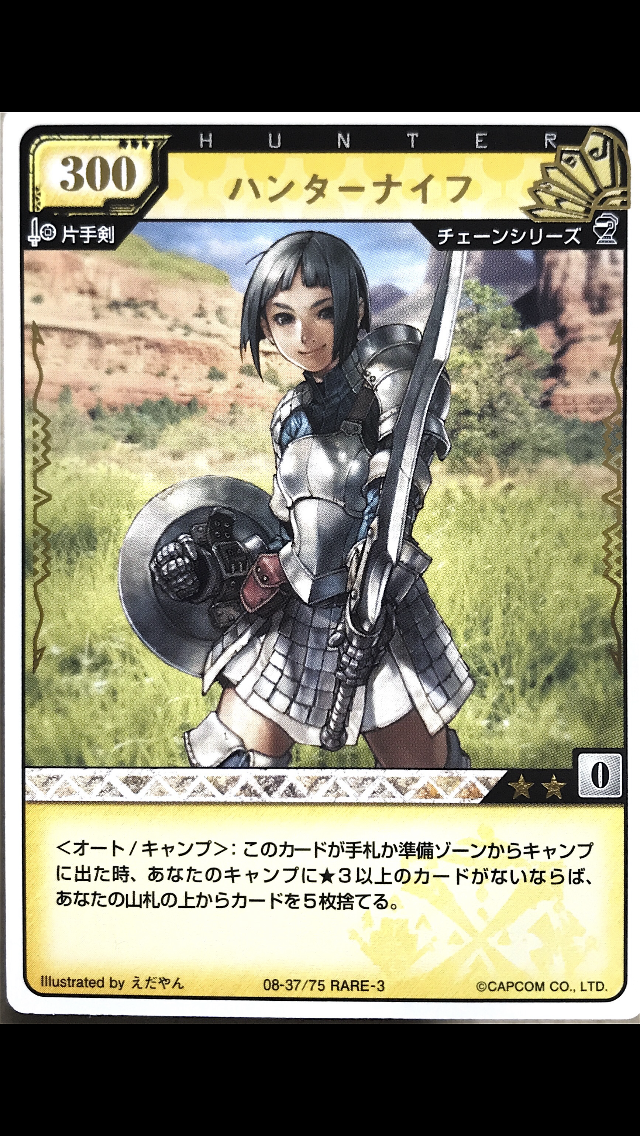 HUNTER
300
ハンターナイフ
片手剣
チェーンシリーズ
0
＜オート / キャンプ＞：このカードが手札か準備ゾーンからキャンプ
に出た時、あなたのキャンプに★３以上のカードがないならば、
あなたの山札の上からカードを５枚捨てる。
Illustrated by えだやん
08-37/75 RARE-3
©CAPCOM CO., LTD.